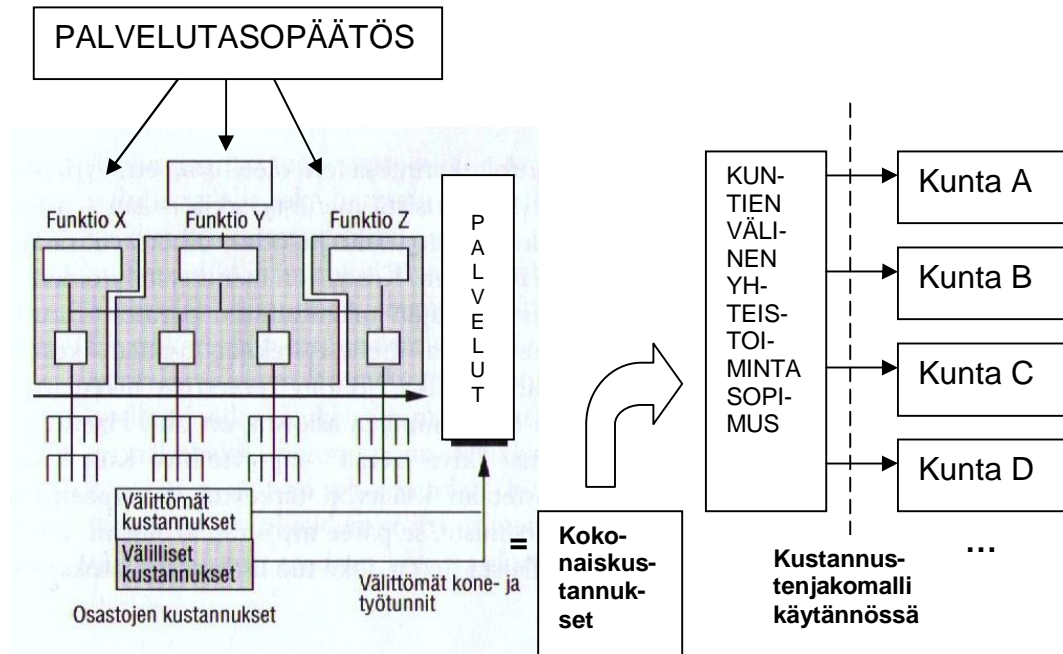 PALVELUTASOPÄÄTÖS
Funktio X
Funktio Y
Funktio Z
P
A
L
V
E
L
U
T
Välittömät
kustannukset
Välilliset
kustannukset
Osastojen kustannukset
Välittömät kone- ja
työtunnit
=
Koko-
naiskus-
tannuk-
set
KUN-
TIEN
VÄLI-
NEN
YH-
TEIS-
TOI-
MINTA
SOPI-
MUS
Kunta A
Kunta B
Kunta C
Kunta D
...
Kustannus-
tenjakomalli
käytännössä